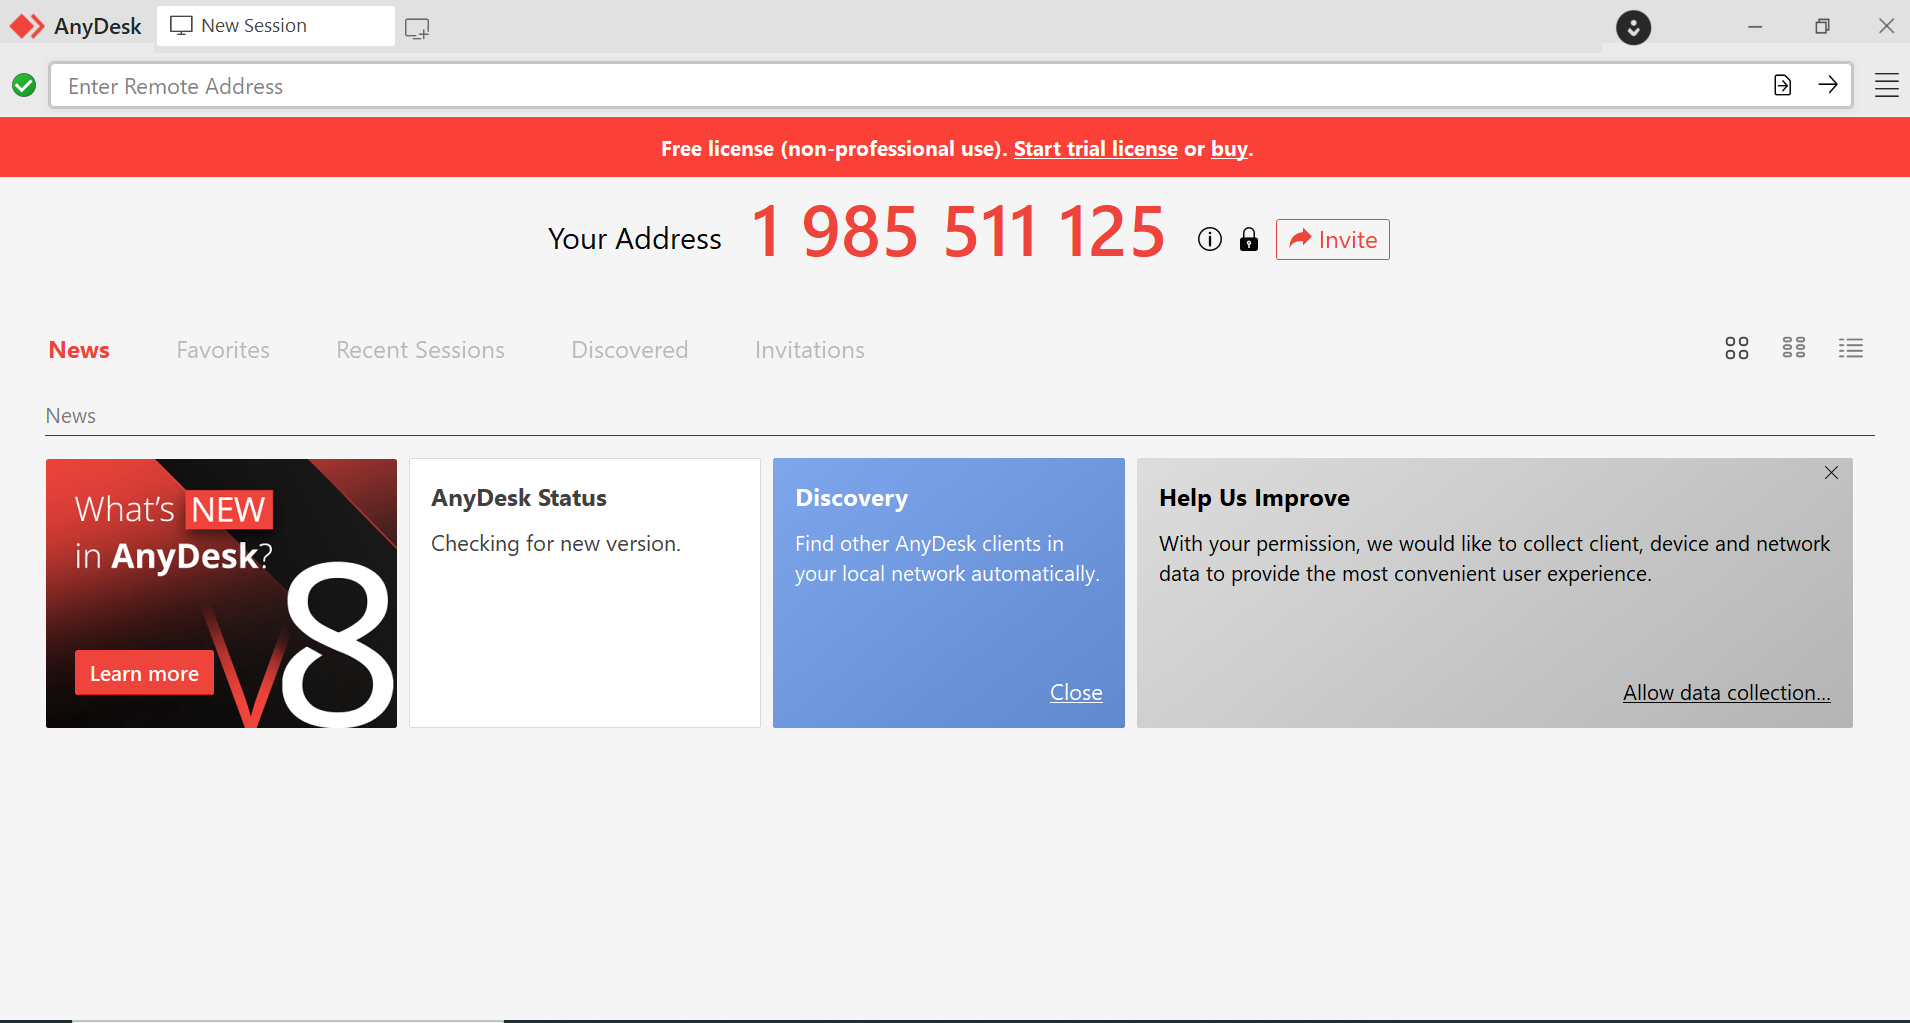 AnyDesk
New Session
Enter Remote Address
Free license (non-professional use). Start trial license or buy.
Your Address 1 985 511 125 Invite
News Favorites Recent Sessions Discovered Invitations
News
What's NEW
in AnyDesk?
V8
Learn more
AnyDesk Status
Checking for new version.
Discovery
Find other AnyDesk clients in
your local network automatically.
Close
Help Us Improve
With your permission, we would like to collect client, device and network
data to provide the most convenient user experience.
Allow data collection...